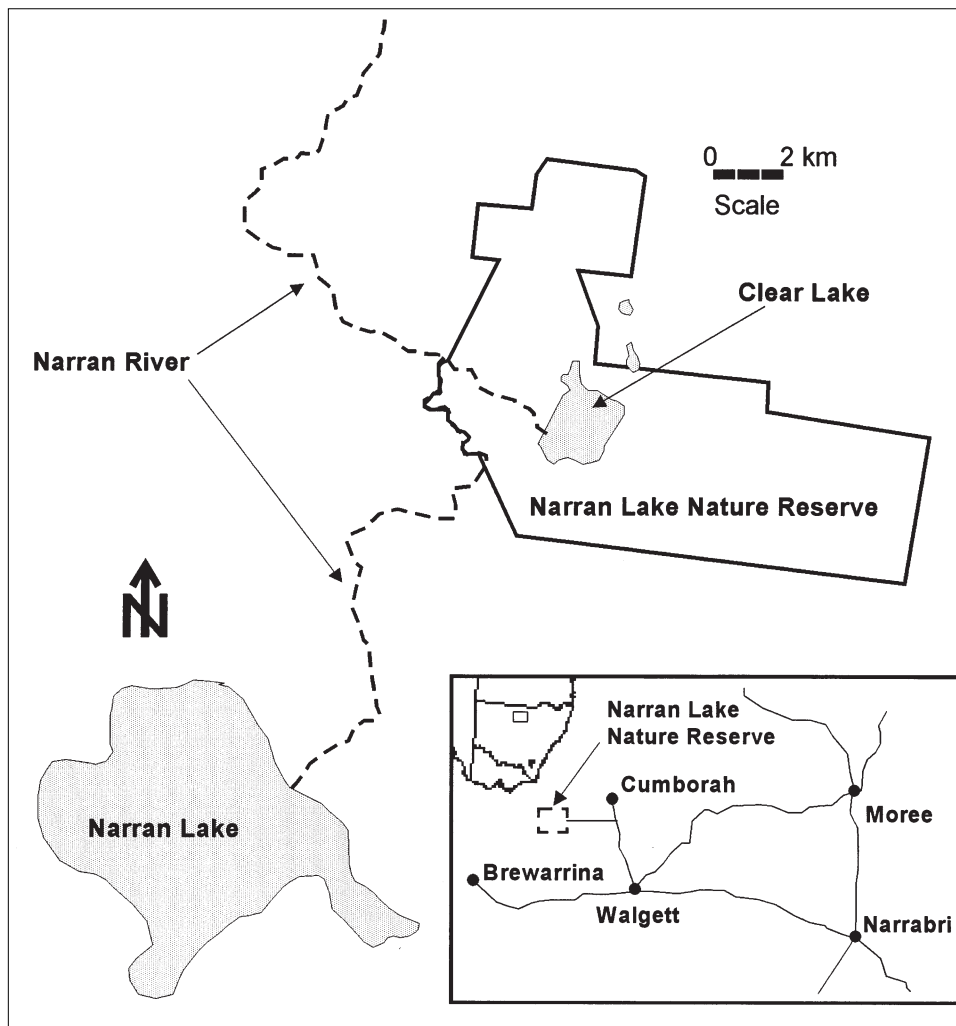 0 2 km
Scale
Clear Lake
Narran River
Narran Lake Nature Reserve
N
Narran Lake
Narran Lake
Nature Reserve
Cumborah
Moree
Brewarrina
Walgett
Narrabri